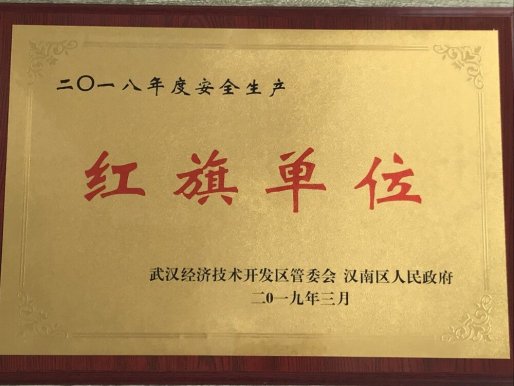 二〇一八年度安全生产
红旗单位
武汉经济技术开发区管委会 汉南区人民政府
二0一九年三月